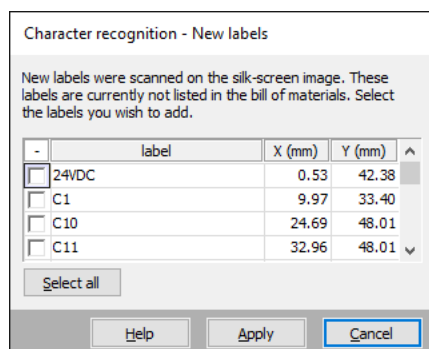 Character recognition - New labels
New labels were scanned on the silk-screen image. These
labels are currently not listed in the bill of materials. Select
the labels you wish to add.
- label X (mm) Y (mm)
24VDC 0.53 42.38
C1 9.97 33.40
C10 24.69 48.01
C11 32.96 48.01
Select all
Help Apply Cancel